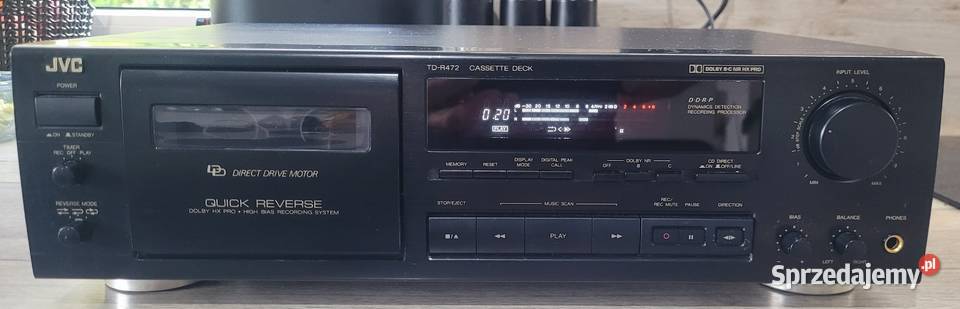 JVC
TD-R472 CASSETTE DECK
DOLBY B·C NR HX PRO
POWER
ON STANDBY
TIMER
REC OFF PLAY
REVERSE MODE
DD DIRECT DRIVE MOTOR
QUICK REVERSE
DOLBY HX PRO • HIGH BIAS RECORDING SYSTEM
0:20
PLAY
DDRP
DYNAMICS DETECTION
RECORDING PROCESSOR
INPUT LEVEL
MIN MAX
MEMORY RESET DISPLAY MODE DIGITAL PEAK CALL
DOLBY NR
OFF B C
CD DIRECT
ON OFF/LINE
STOP/EJECT MUSIC SCAN REC/ REC MUTE PAUSE DIRECTION
PLAY
BIAS BALANCE PHONES
- + LEFT RIGHT
Sprzedajemy.pl